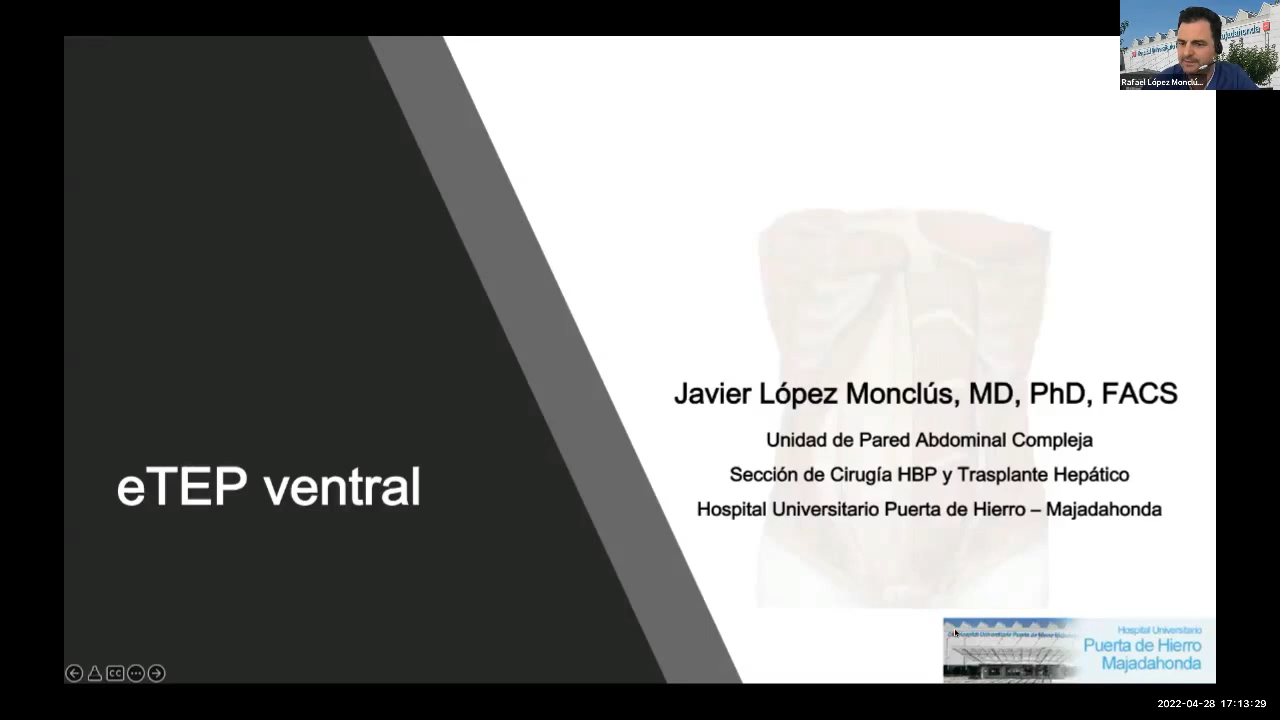 Rafael López Monclú...
eTEP ventral
Javier López Monclús, MD, PhD, FACS
Unidad de Pared Abdominal Compleja
Sección de Cirugía HBP y Trasplante Hepático
Hospital Universitario Puerta de Hierro – Majadahonda
Hospital Universitario
Puerta de Hierro
Majadahonda
CC
2022-04-28 17:13:29